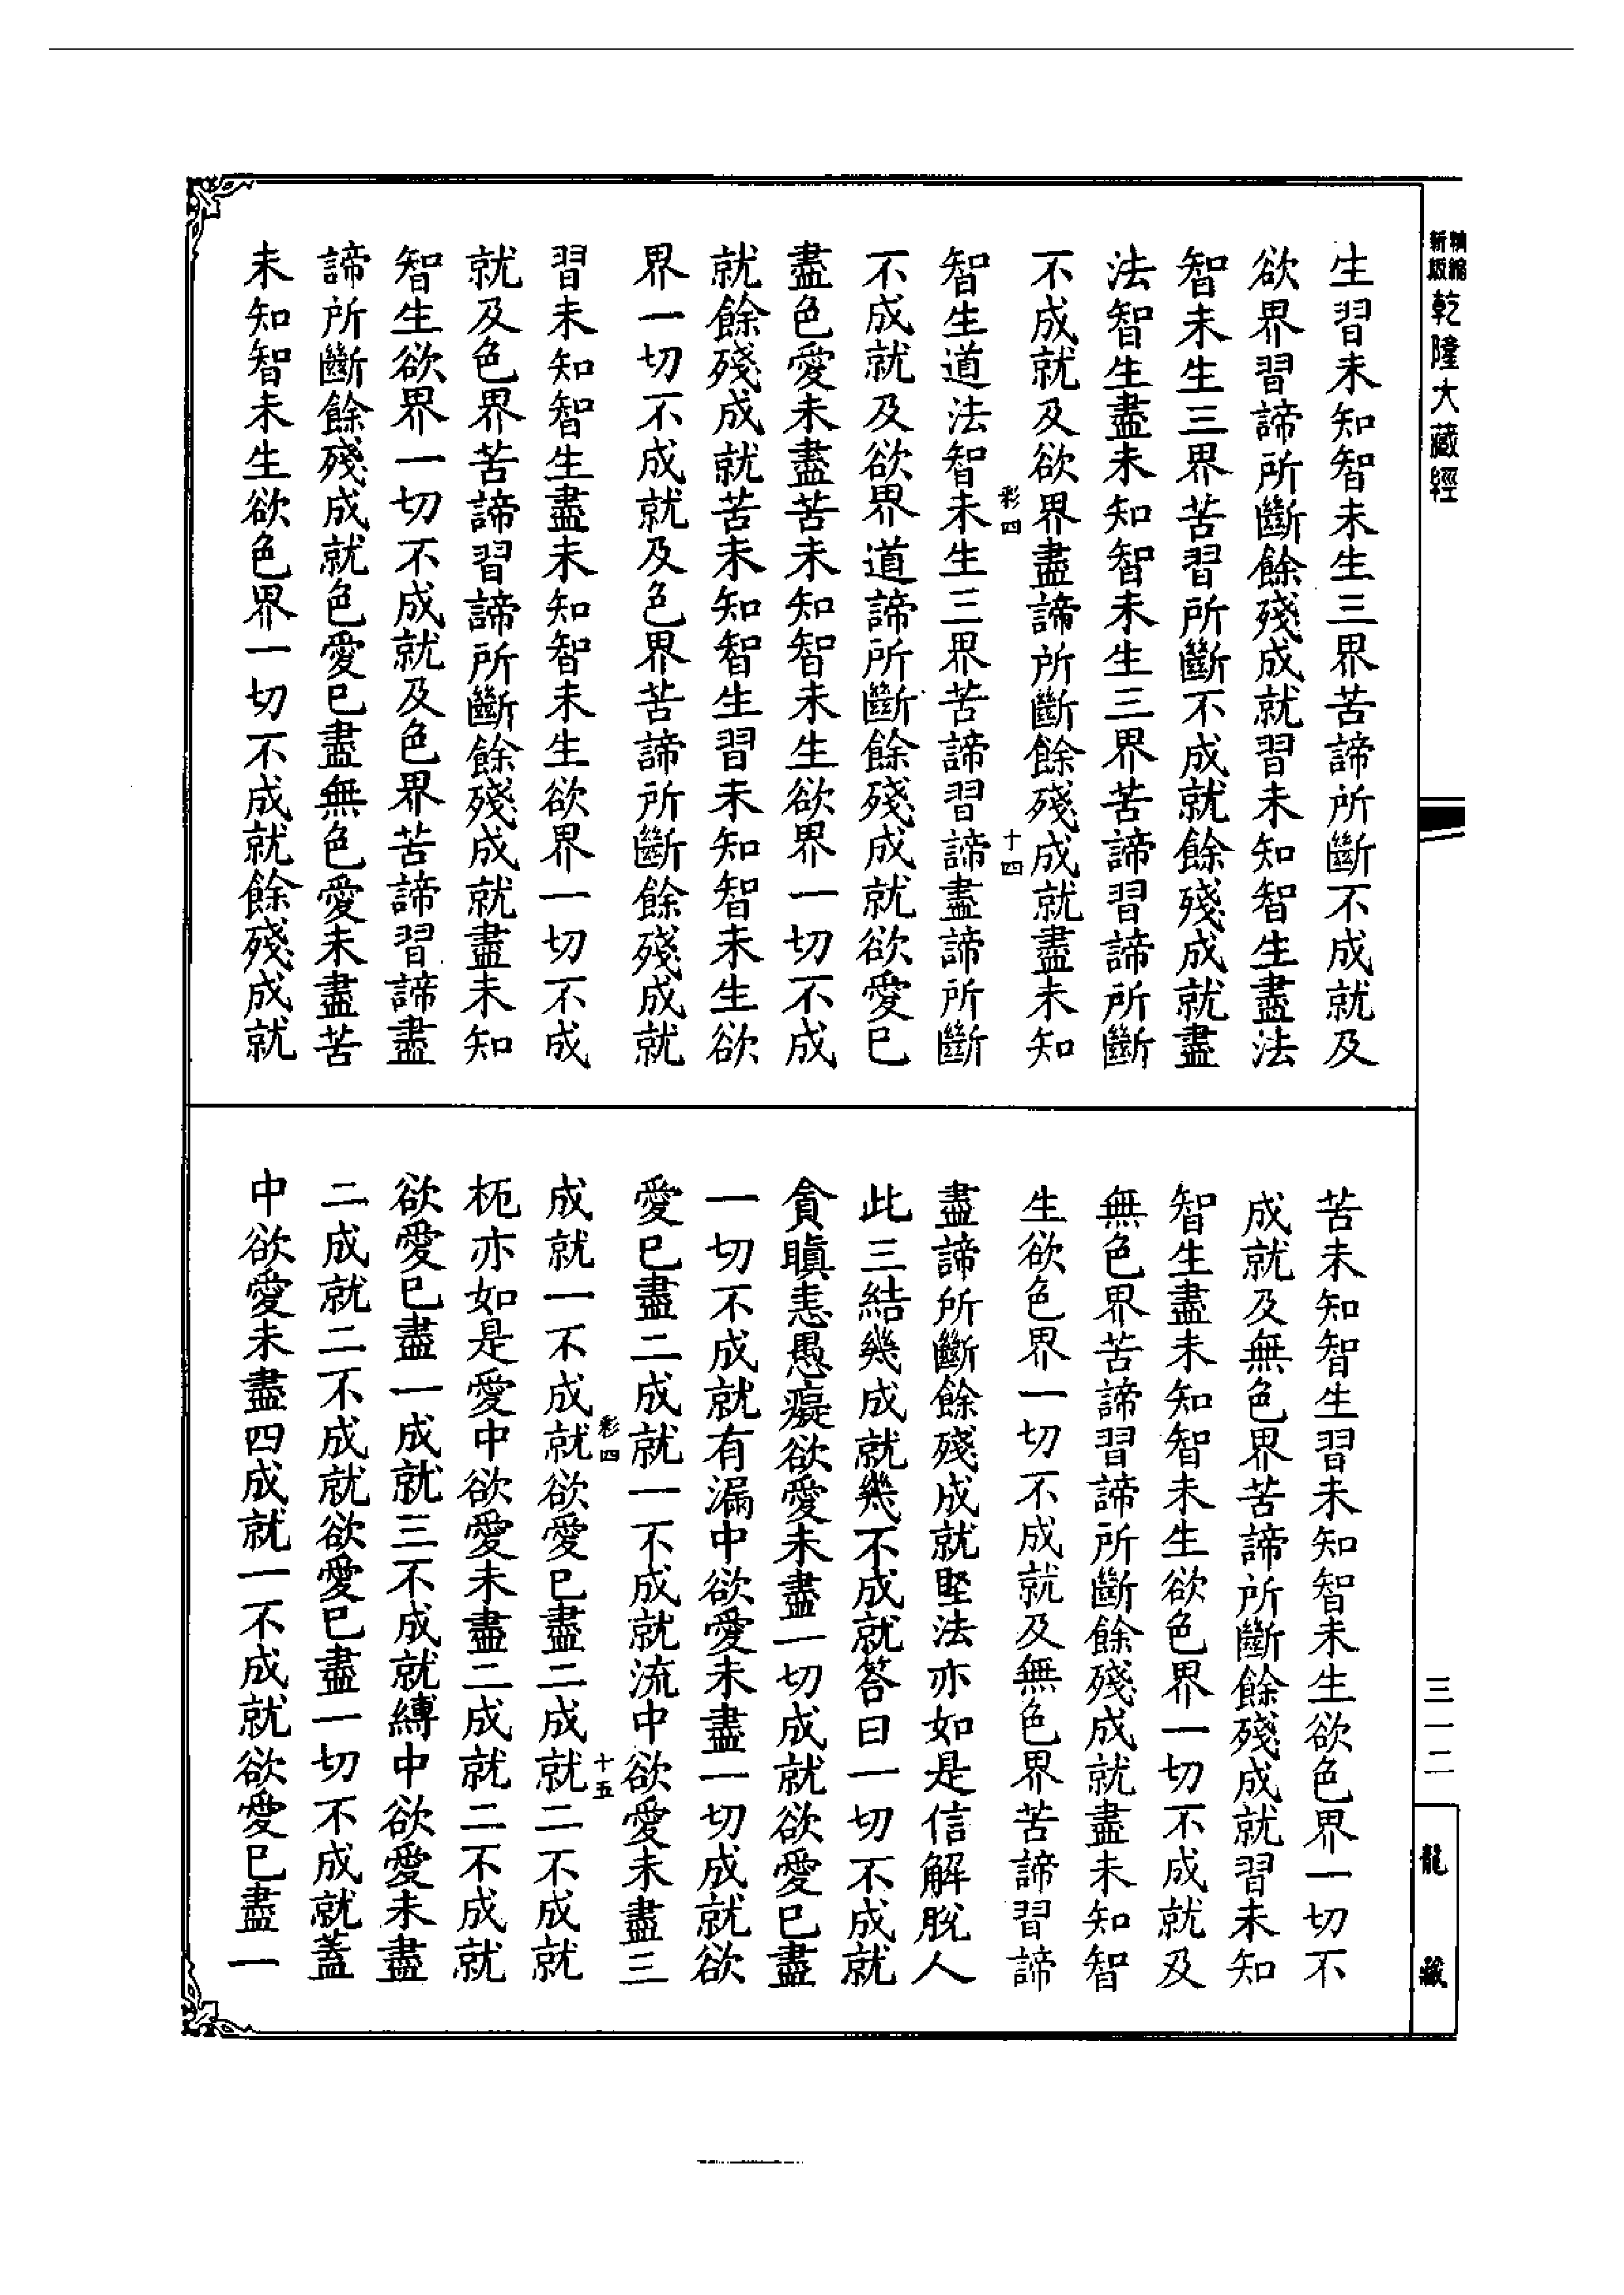 精縮
新版
乾隆大藏經
生習未知智未生三界苦諦所斷不成就及
欲界習諦所斷餘殘成就習未知智生盡法
智未生三界苦習所斷不成就餘殘成就盡
法智生盡未知智未生三界苦諦習諦所斷
不成就及欲界盡諦所斷餘殘成就盡未知
彩四
十四
智生道法智未生三界苦諦習諦盡諦所斷
不成就及欲界道諦所斷餘殘成就欲愛已
盡色愛未盡苦未知智未生欲界一切不成
就餘殘成就苦未知智生習未知智未生欲
界一切不成就及色界苦諦所斷餘殘成就
習未知智生盡未知智未生欲界一切不成
就及色界苦諦習諦所斷餘殘成就盡未知
智生欲界一切不成就及色界苦諦習諦盡
諦所斷餘殘成就色愛已盡無色愛未盡苦
未知智未生欲色界一切不成就餘殘成就
苦未知智生習未知智未生欲色界一切不
成就及無色界苦諦所斷餘殘成就習未知
智生盡未知智未生欲色界一切不成就及
無色界苦諦習諦所斷餘殘成就盡未知智
生欲色界一切不成就及無色界苦諦習諦
盡諦所斷餘殘成就堅法亦如是信解脫人
此三結幾成就幾不成就答曰一切不成就
貪瞋恚愚癡欲愛未盡一切成就欲愛已盡
一切不成就有漏中欲愛未盡一切成就欲
愛已盡二成就一不成就流中欲愛未盡三
彩四
十五
成就一不成就欲愛已盡二成就二不成就
枙亦如是愛中欲愛未盡二成就二不成就
欲愛已盡一成就三不成就縛中欲愛未盡
二成就二不成就欲愛已盡一切不成就蓋
中欲愛未盡四成就一不成就欲愛已盡一
三一二
龍藏